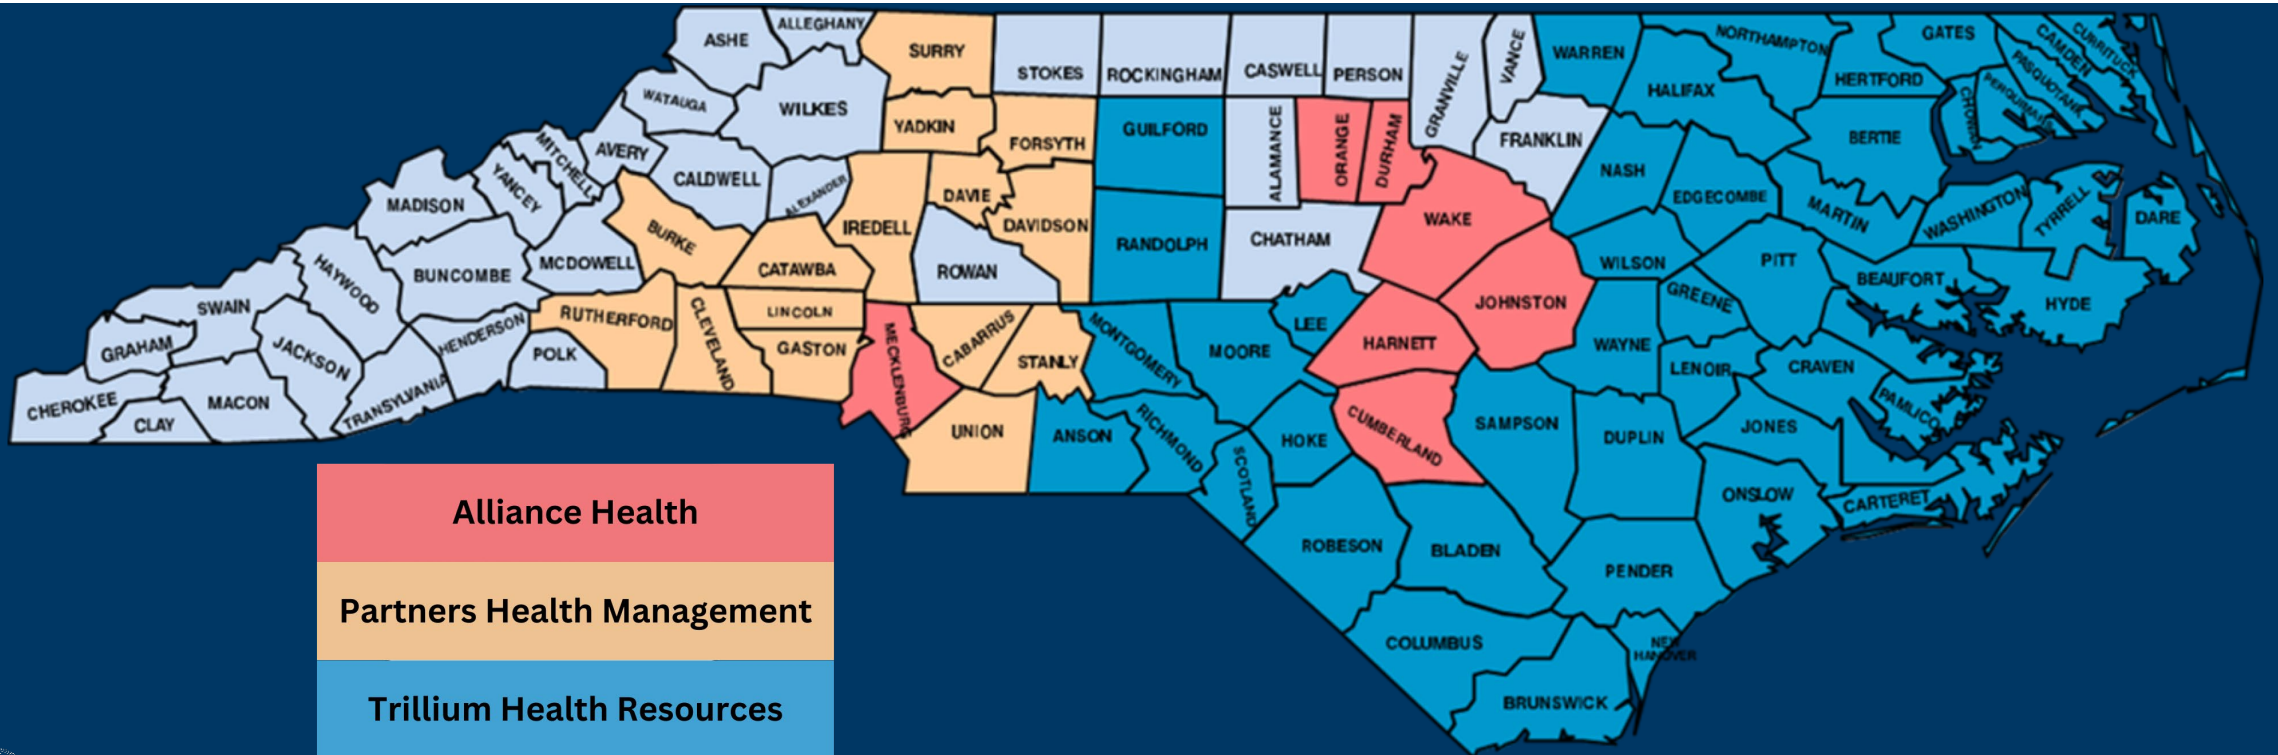 ASHE
ALLEGHANY
SURRY
STOKES
ROCKINGHAM
CASWELL
PERSON
GRANVILLE
VANCE
WARREN
HALIFAX
NORTHAMPTON
HERTFORD
GATES
CAMDEN
CURRITUCK
PASQUOTANK
PERQUIMANS
CHOWAN
BERTIE
WATAUGA
WILKES
YADKIN
FORSYTH
GUILFORD
ALAMANCE
ORANGE
DURHAM
FRANKLIN
NASH
EDGECOMBE
MARTIN
WASHINGTON
TYRRELL
DARE
MITCHELL
AVERY
YANCEY
CALDWELL
ALEXANDER
IREDELL
DAVIE
DAVIDSON
RANDOLPH
CHATHAM
WAKE
MADISON
BURKE
CATAWBA
ROWAN
HAYWOOD
BUNCOMBE
MCDOWELL
JOHNSTON
WILSON
GREENE
PITT
BEAUFORT
HYDE
SWAIN
GRAHAM
JACKSON
HENDERSON
RUTHERFORD
CLEVELAND
LINCOLN
GASTON
MECKLENBURG
CABARRUS
STANLY
MONTGOMERY
MOORE
LEE
HARNETT
WAYNE
LENOIR
CRAVEN
PAMLICO
CHEROKEE
CLAY
MACON
TRANSYLVANIA
POLK
UNION
ANSON
RICHMOND
SCOTLAND
HOKE
CUMBERLAND
SAMPSON
DUPLIN
JONES
ONSLOW
CARTERET
ROBESON
BLADEN
PENDER
COLUMBUS
NEW
HANOVER
BRUNSWICK
Alliance Health
Partners Health Management
Trillium Health Resources